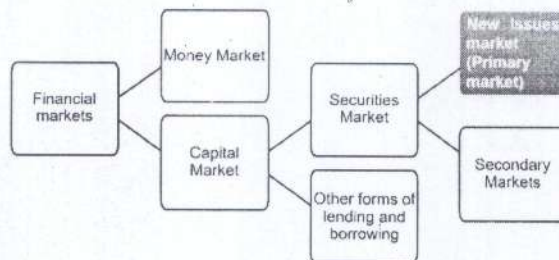 Money Market
Financial
markets
Capital
Market
Securities
Market
Other forms of
lending and
borrowing
New Issues
market
(Primary
market)
Secondary
Markets